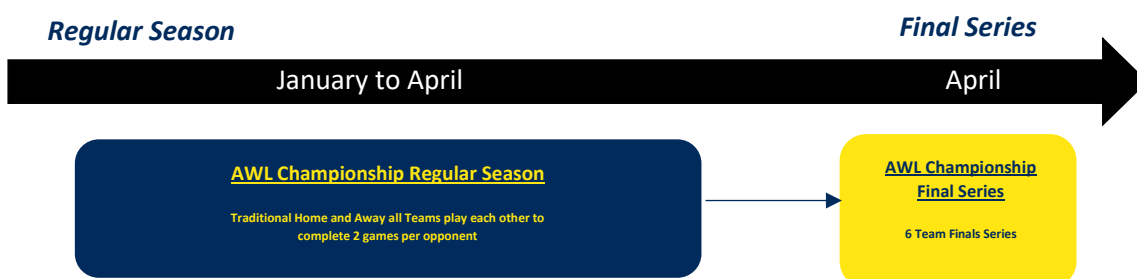 Regular Season
Final Series
January to April
April
AWL Championship Regular Season
Traditional Home and Away all Teams play each other to
complete 2 games per opponent
AWL Championship
Final Series
6 Team Finals Series